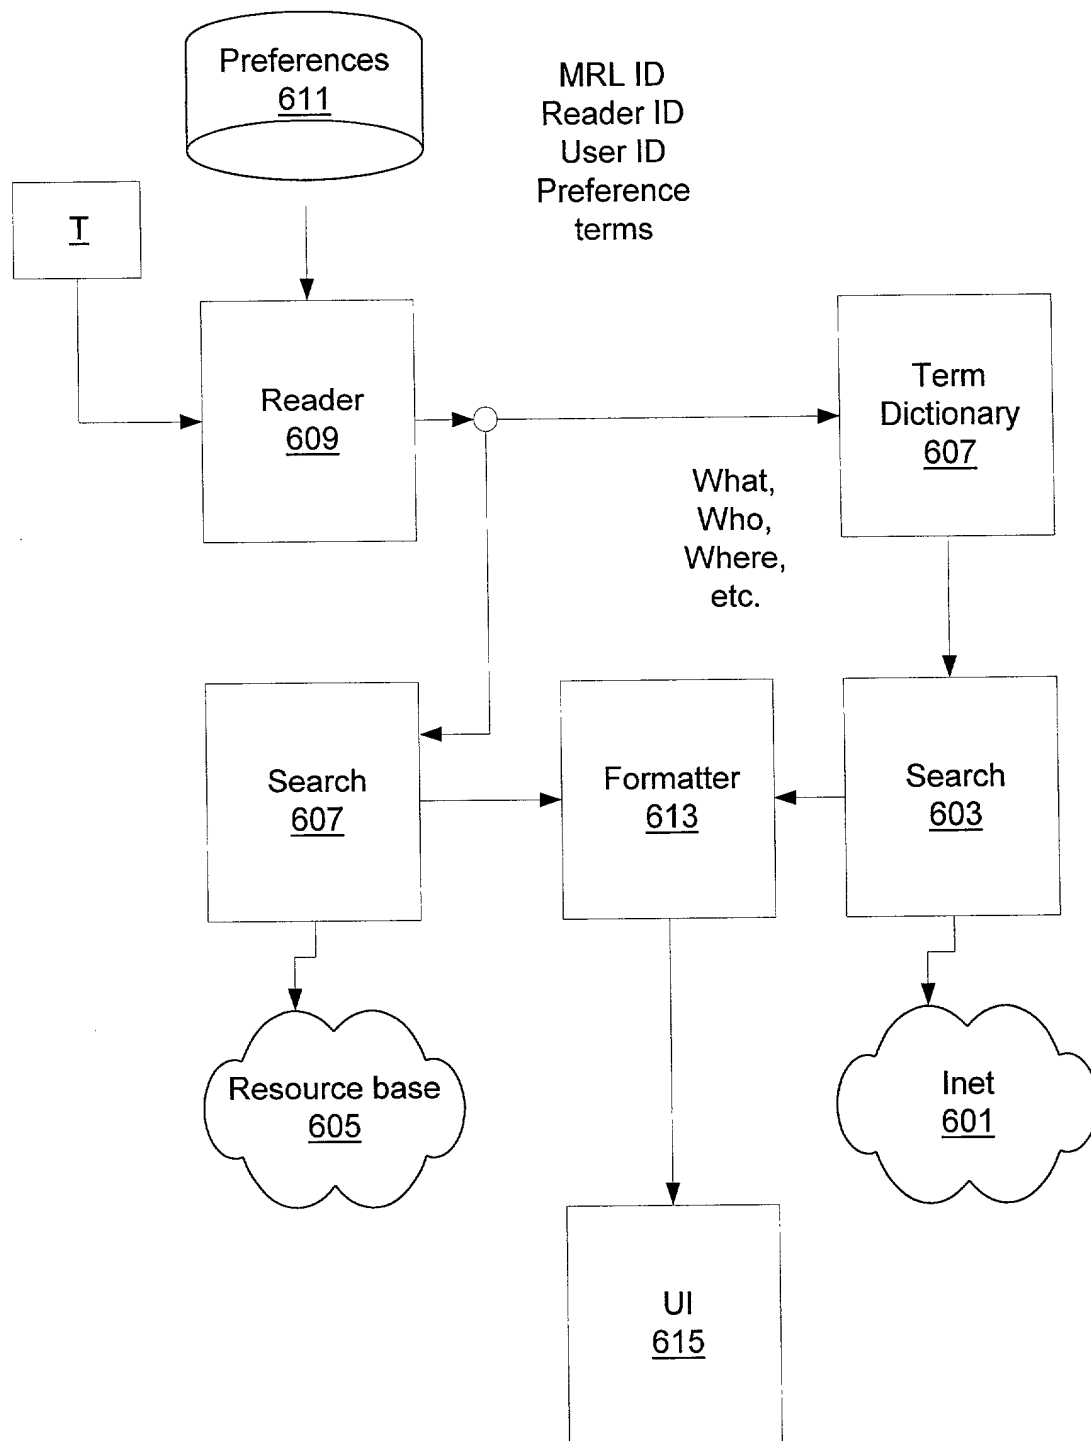 Preferences
611
MRL ID
Reader ID
User ID
Preference
terms
T
Reader
609
Term
Dictionary
607
What,
Who,
Where,
etc.
Search
607
Formatter
613
Search
603
Resource base
605
Inet
601
UI
615